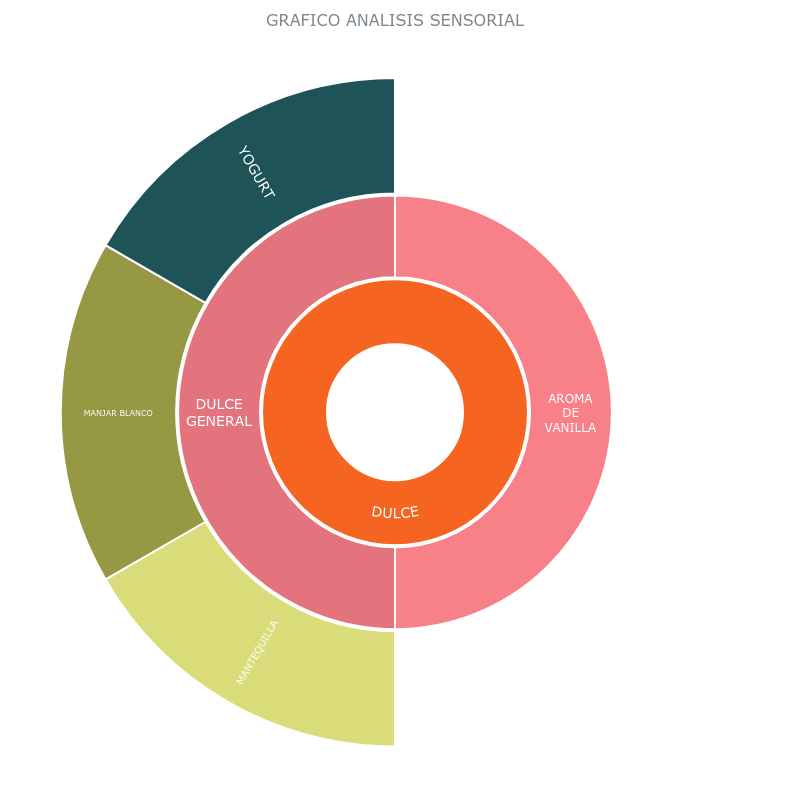 GRAFICO ANALISIS SENSORIAL
YOGURT
MANJAR BLANCO
DULCE
GENERAL
AROMA
DE
VANILLA
DULCE
MANTEQUILLA